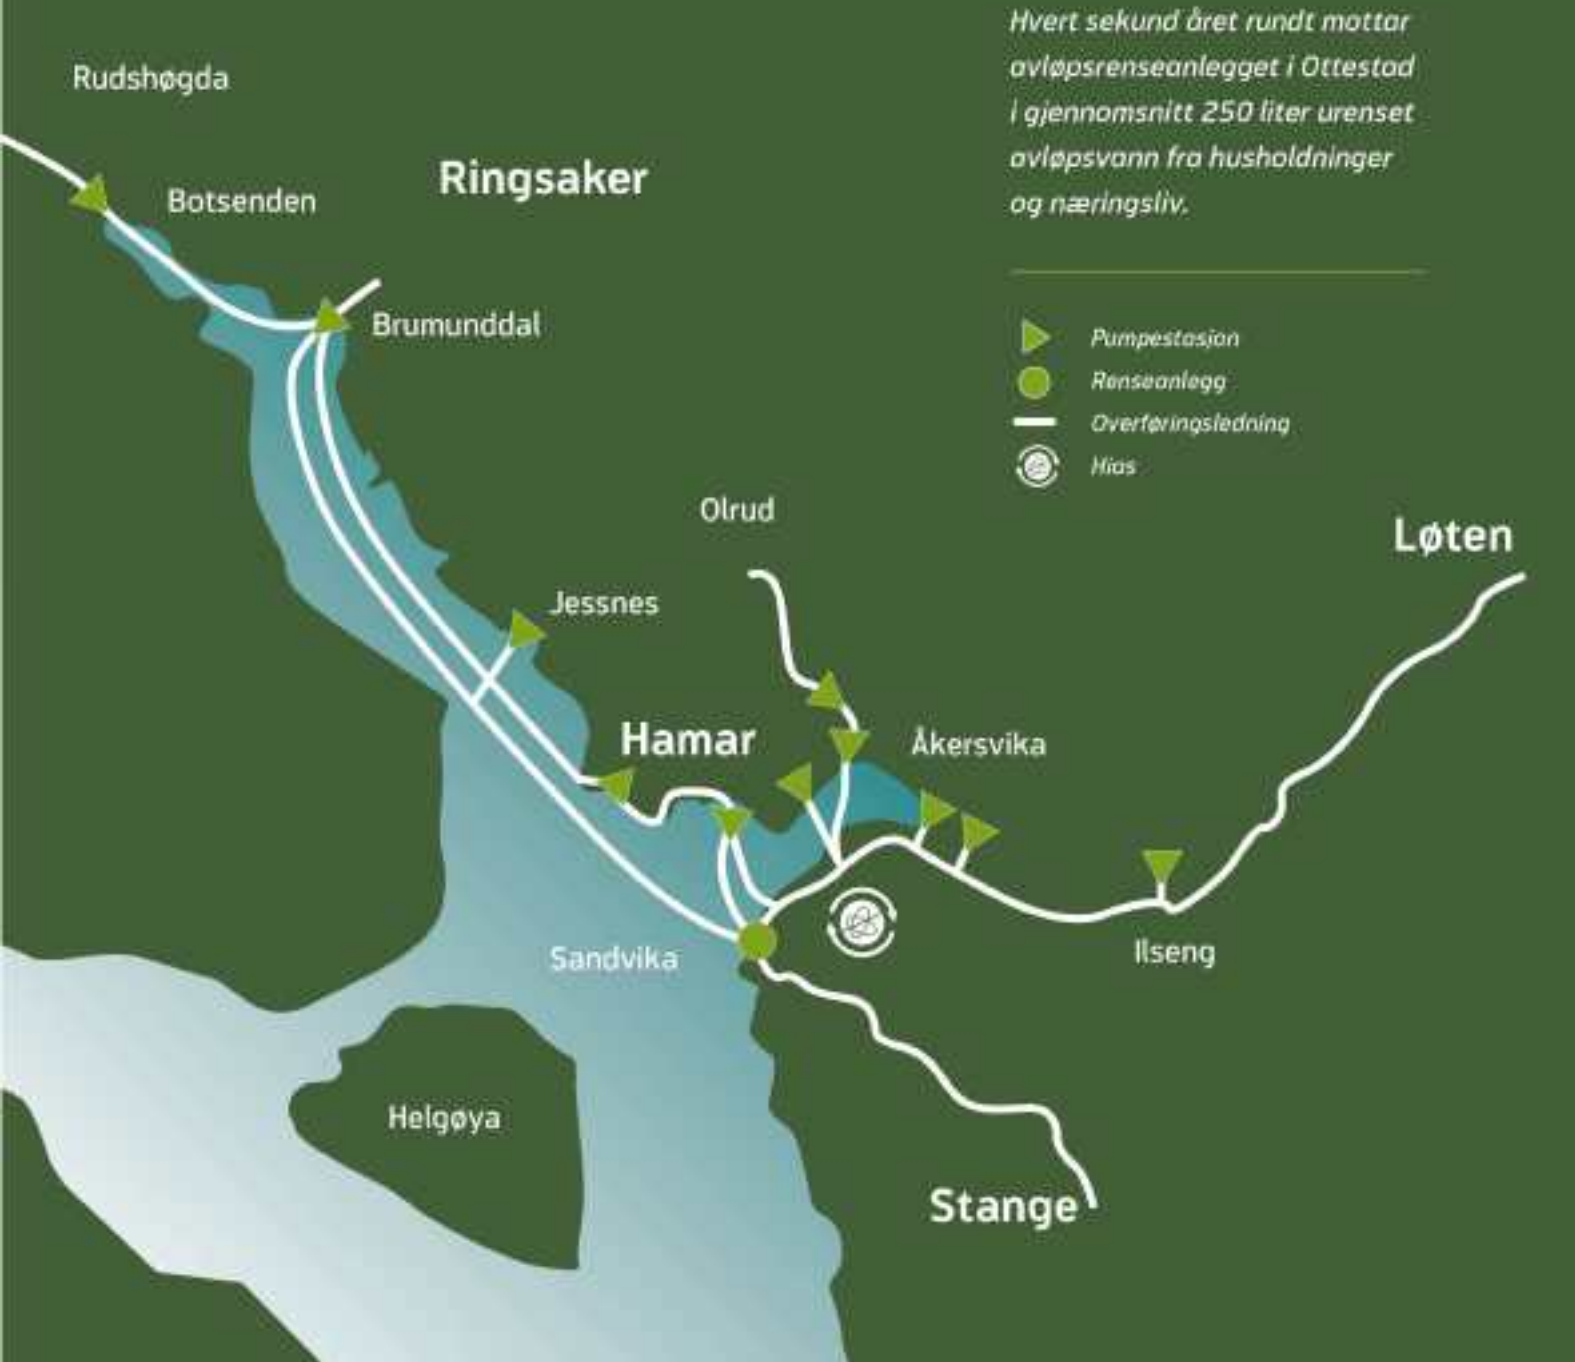 Hvert sekund året rundt mottar
avløpsrenseanlegget i Ottestad
i gjennomsnitt 250 liter urenset
avløpsvann fra husholdninger
og næringsliv.
Pumpestasjon
Renseanlegg
Overføringsledning
Hias
Rudshøgda
Botsenden
Ringsaker
Brumunddal
Olrud
Løten
Jessnes
Hamar
Åkersvika
Sandvika
Ilseng
Helgøya
Stange